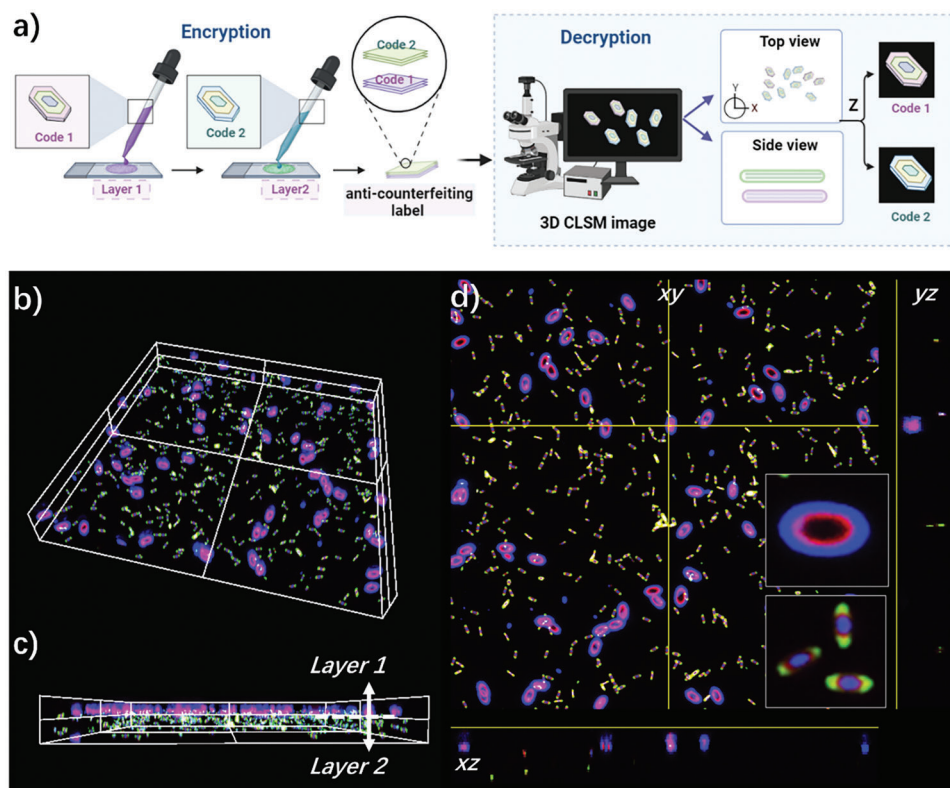 a)
Encryption
Code 1
Layer 1
Code 2
Layer2
Code 2
Code 1
anti-counterfeiting
label
Decryption
3D CLSM image
Top view
Y
X
Side view
Z
Code 1
Code 2
b)
c)
Layer 1
Layer 2
d)
xy
yz
xz